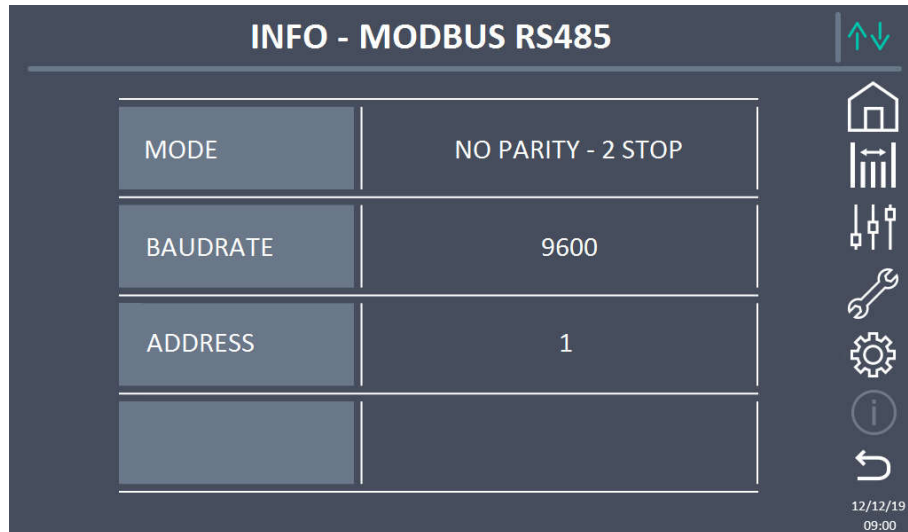 INFO - MODBUS RS485
MODE NO PARITY - 2 STOP
BAUDRATE 9600
ADDRESS 1
12/12/19
09:00